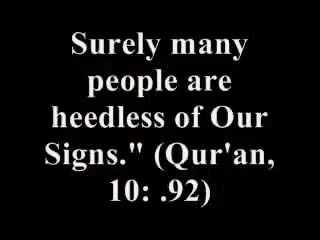 Surely many
people are
heedless of Our
Signs." (Qur'an,
10: .92)